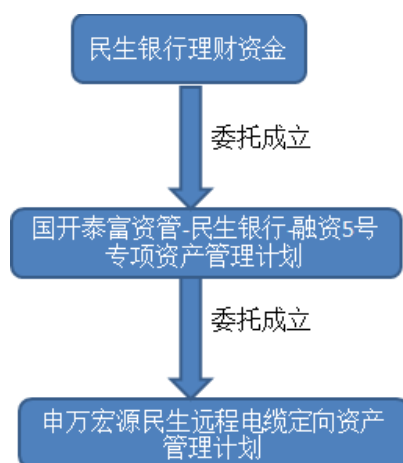 民生银行理财资金
委托成立
国开泰富资管-民生银行-融资5号
专项资产管理计划
委托成立
申万宏源民生远程电缆定向资产
管理计划